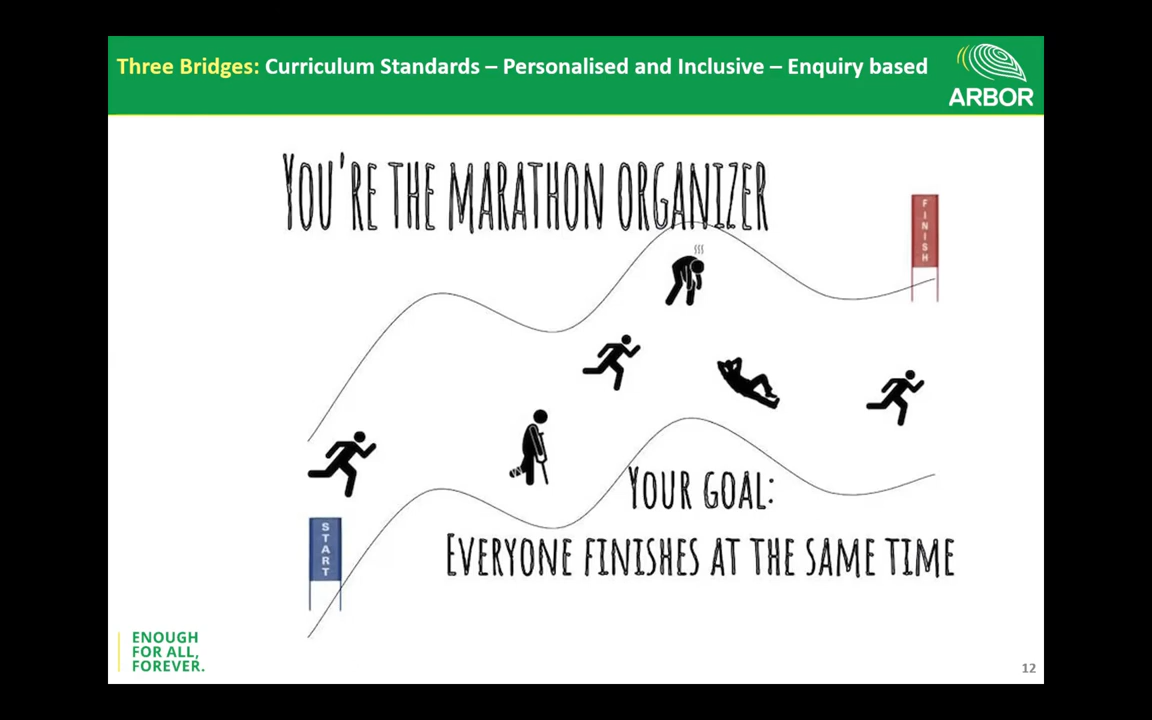 Three Bridges: Curriculum Standards – Personalised and Inclusive – Enquiry based
ARBOR
YOU'RE THE MARATHON ORGANIZER
FINISH
YOUR GOAL:
EVERYONE FINISHES AT THE SAME TIME
START
ENOUGH
FOR ALL,
FOREVER.
12